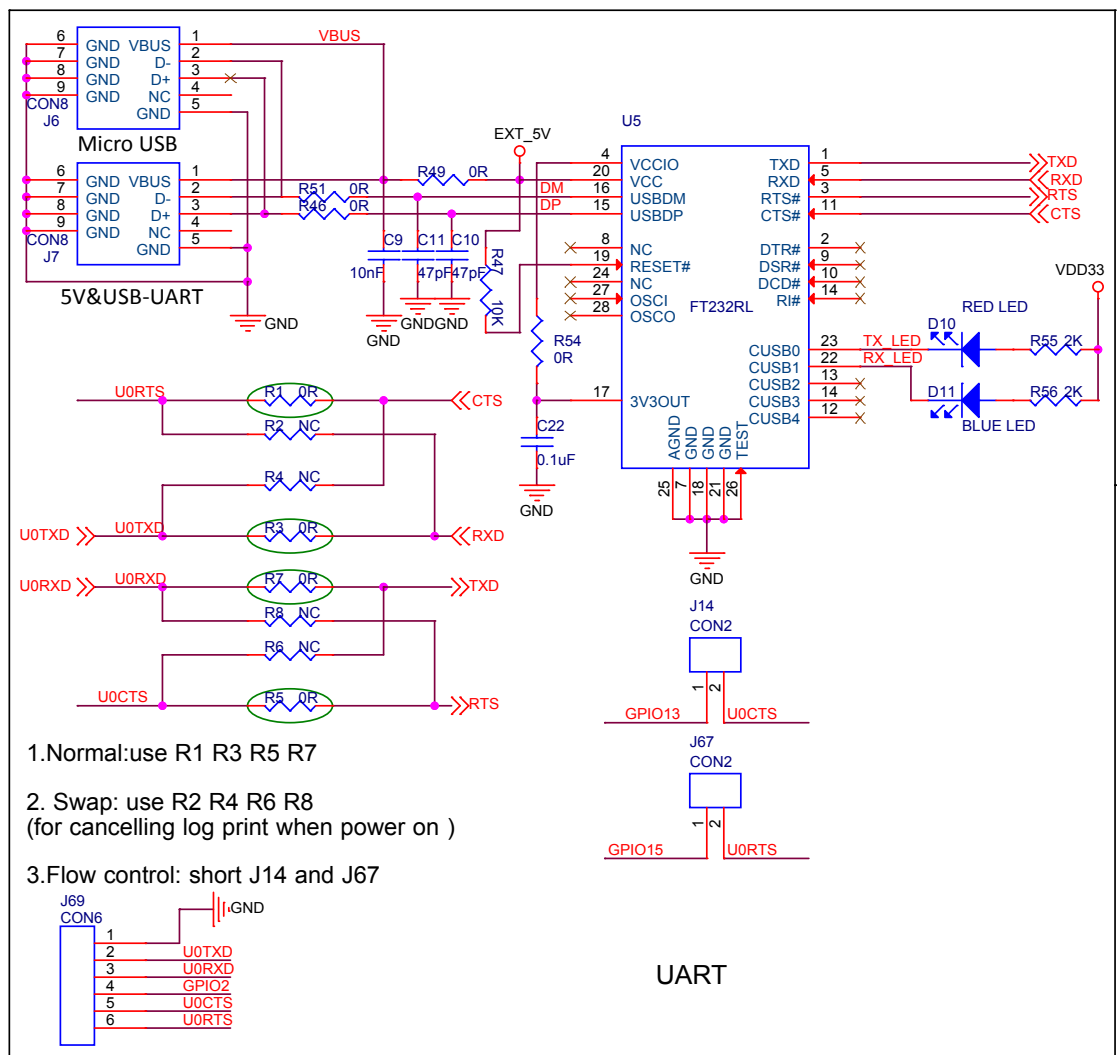 VBUS
6 GND VBUS 1
7 GND D- 2
8 GND D+ 3
9 GND NC 4
CON8 GND 5
J6
Micro USB
6 GND VBUS 1
7 GND D- 2
8 GND D+ 3
9 GND NC 4
CON8 GND 5
J7
5V&USB-UART
GND
EXT_5V
R49 0R
R51 0R
R46 0R
DM
DP
C9 C11 C10
10nF 47pF 47pF
GND GND GND
R47
10K
R54
0R
C22
0.1uF
GND
U5
4 VCCIO TXD 1 TXD
20 VCC RXD 5 RXD
16 USBDM RTS# 3 RTS
15 USBDP CTS# 11 CTS
8 NC DTR# 2
19 RESET# DSR# 9
24 NC DCD# 10
27 OSCI RI# 14
28 OSCO FT232RL
CUSB0 23 TX_LED
CUSB1 22 RX_LED
CUSB2 13
17 3V3OUT CUSB3 14
CUSB4 12
AGND GND GND GND TEST
25 7 18 21 26
GND
VDD33
RED LED
D10 R55 2K
D11 R56 2K
BLUE LED
U0RTS R1 0R CTS
R2 NC
R4 NC
U0TXD U0TXD R3 0R RXD
U0RXD U0RXD R7 0R TXD
R8 NC
R6 NC
U0CTS R5 0R RTS
J14
CON2
1 2
GPIO13 U0CTS
J67
CON2
1 2
GPIO15 U0RTS
1.Normal:use R1 R3 R5 R7
2. Swap: use R2 R4 R6 R8
(for cancelling log print when power on )
3.Flow control: short J14 and J67
J69
CON6
GND
1
2 U0TXD
3 U0RXD
4 GPIO2
5 U0CTS
6 U0RTS
UART